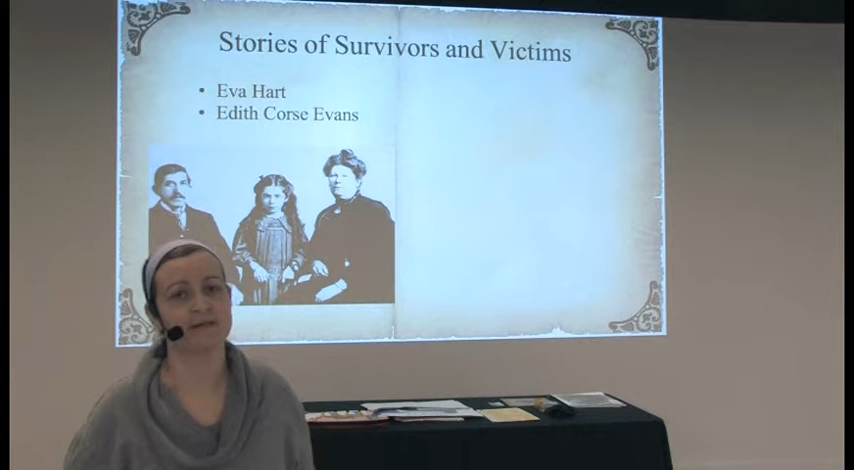 Stories of Survivors and Victims
• Eva Hart
• Edith Corse Evans